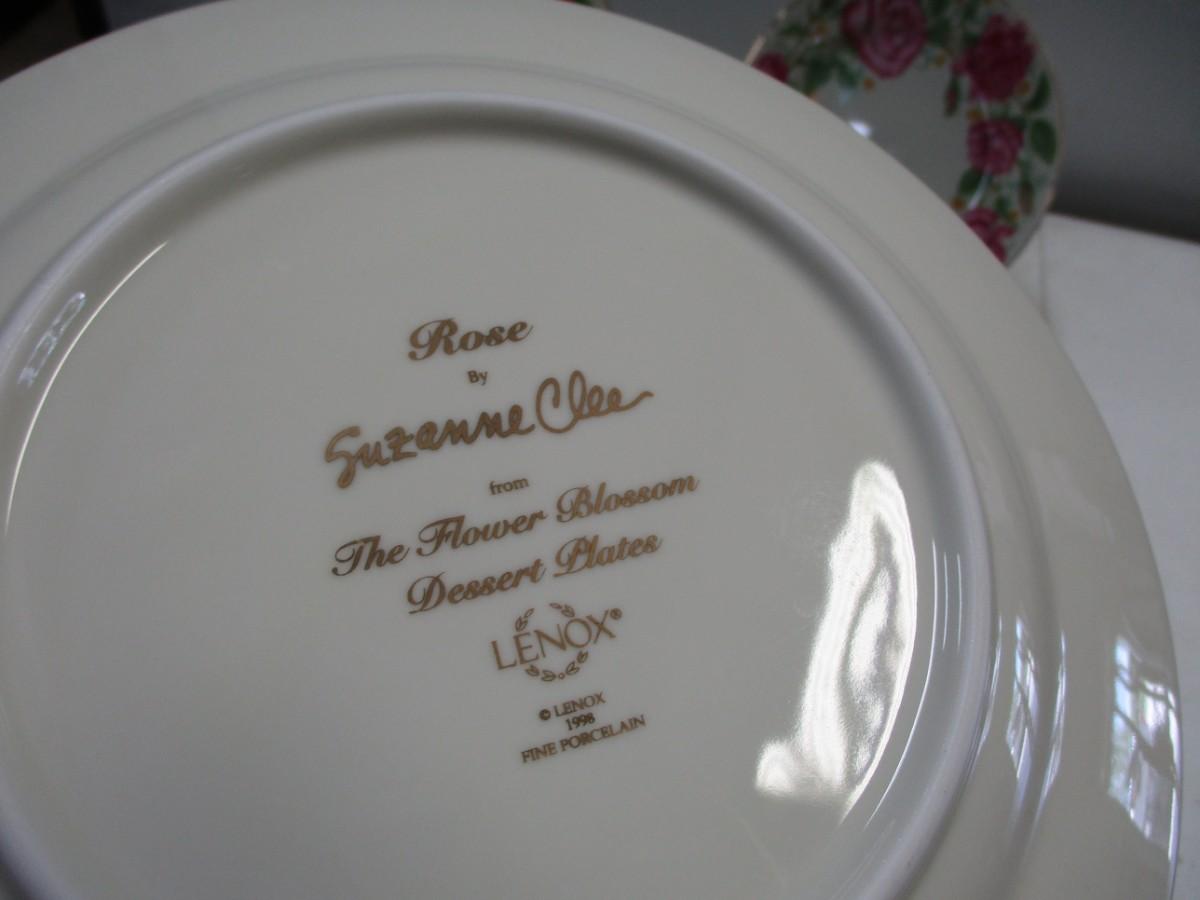 Rose
By
Suzanne Clee
from
The Flower Blossom
Dessert Plates
LENOX®
© LENOX
1998
FINE PORCELAIN